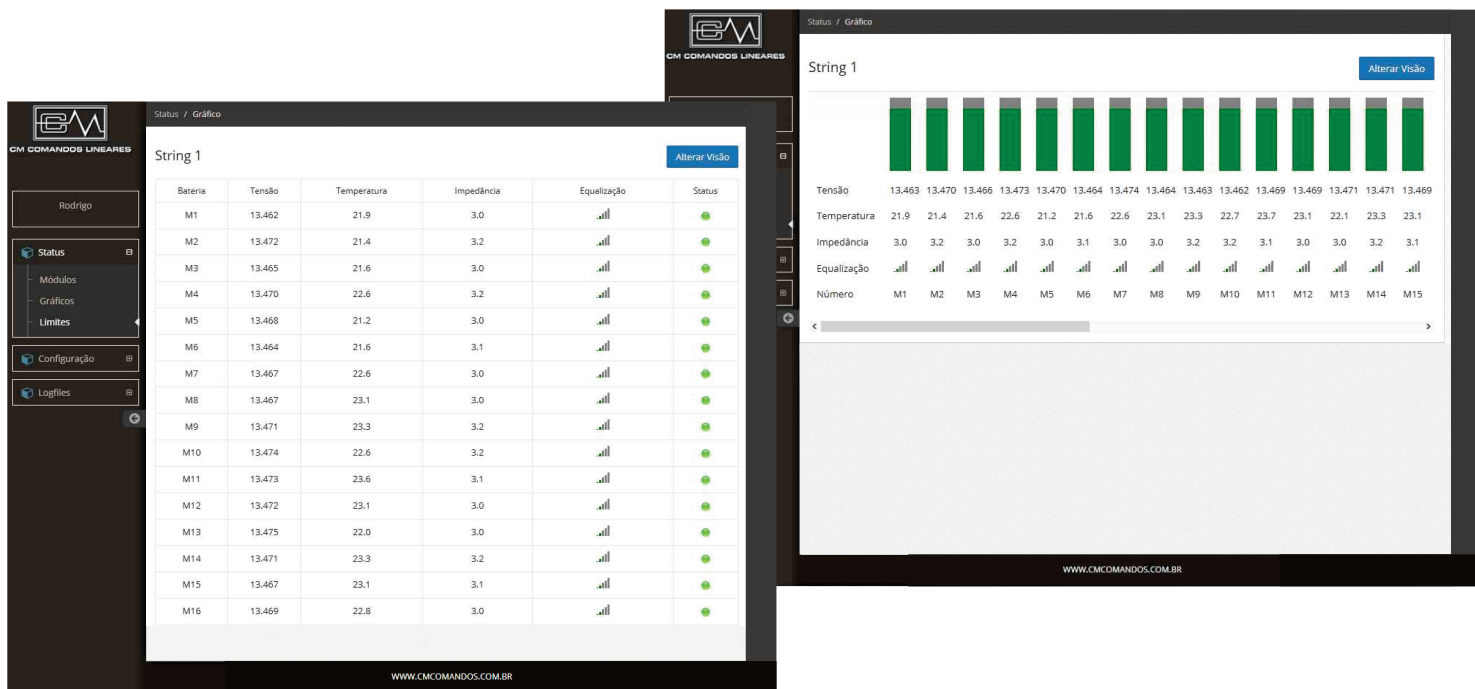 CM
CM COMANDOS LINEARES
Rodrigo
Status
Módulos
Gráficos
Limites
Configuração
Logfiles
Status / Gráfico
String 1
Alterar Visão
Bateria Tensão Temperatura Impedância Equalização Status
M1 13.462 21.9 3.0
M2 13.472 21.4 3.2
M3 13.465 21.6 3.0
M4 13.470 22.6 3.2
M5 13.468 21.2 3.0
M6 13.464 21.6 3.1
M7 13.467 22.6 3.0
M8 13.467 23.1 3.0
M9 13.471 23.3 3.2
M10 13.474 22.6 3.2
M11 13.473 23.6 3.1
M12 13.472 23.1 3.0
M13 13.475 22.0 3.0
M14 13.471 23.3 3.2
M15 13.467 23.1 3.1
M16 13.469 22.8 3.0
WWW.CMCOMANDOS.COM.BR
CM
CM COMANDOS LINEARES
Status / Gráfico
String 1
Alterar Visão
Tensão 13.463 13.470 13.466 13.473 13.470 13.464 13.474 13.464 13.463 13.462 13.469 13.469 13.471 13.471 13.469
Temperatura 21.9 21.4 21.6 22.6 21.2 21.6 22.6 23.1 23.3 22.7 23.7 23.1 22.1 23.3 23.1
Impedância 3.0 3.2 3.0 3.2 3.0 3.1 3.0 3.0 3.2 3.2 3.1 3.0 3.0 3.2 3.1
Equalização
Número M1 M2 M3 M4 M5 M6 M7 M8 M9 M10 M11 M12 M13 M14 M15
WWW.CMCOMANDOS.COM.BR